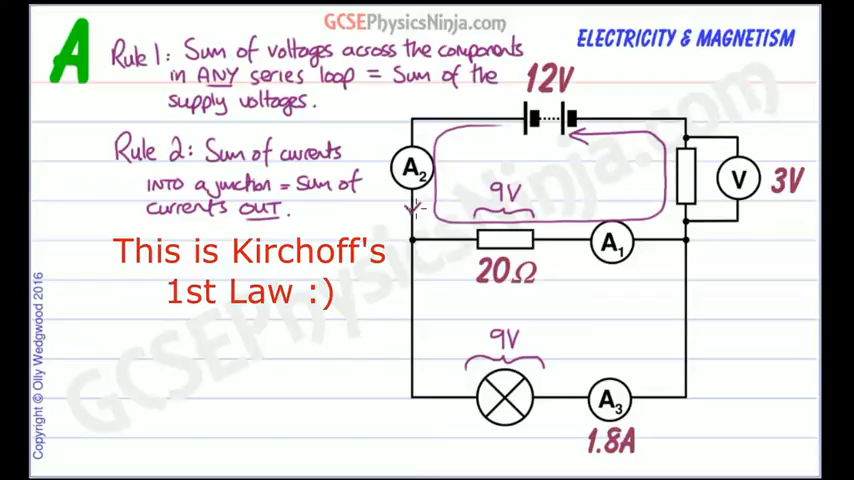 GCSEPhysicsNinja.com
ELECTRICITY & MAGNETISM
A
Rule 1: Sum of voltages across the components
in ANY series loop = Sum of the
supply voltages.
Rule 2: Sum of currents
INTO a junction = Sum of
currents OUT.
This is Kirchoff's
1st Law :)
12V
A2
V
3V
9V
A1
20Ω
9V
A3
1.8A
Copyright © Olly Wedgwood 2016
GCSEPhysicsNinja.com